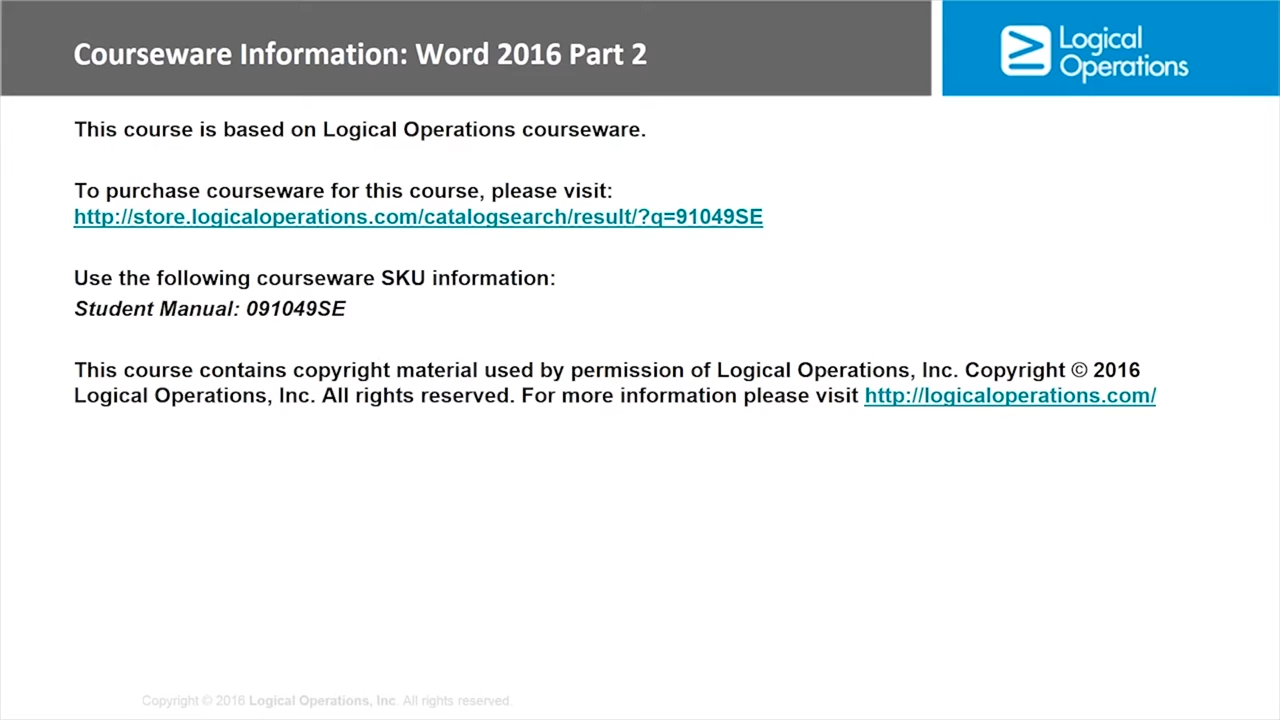 Courseware Information: Word 2016 Part 2
Logical
Operations
This course is based on Logical Operations courseware.
To purchase courseware for this course, please visit:
http://store.logicaloperations.com/catalogsearch/result/?q=91049SE
Use the following courseware SKU information:
Student Manual: 091049SE
This course contains copyright material used by permission of Logical Operations, Inc. Copyright © 2016
Logical Operations, Inc. All rights reserved. For more information please visit http://logicaloperations.com/
Copyright © 2016 Logical Operations, Inc. All rights reserved.